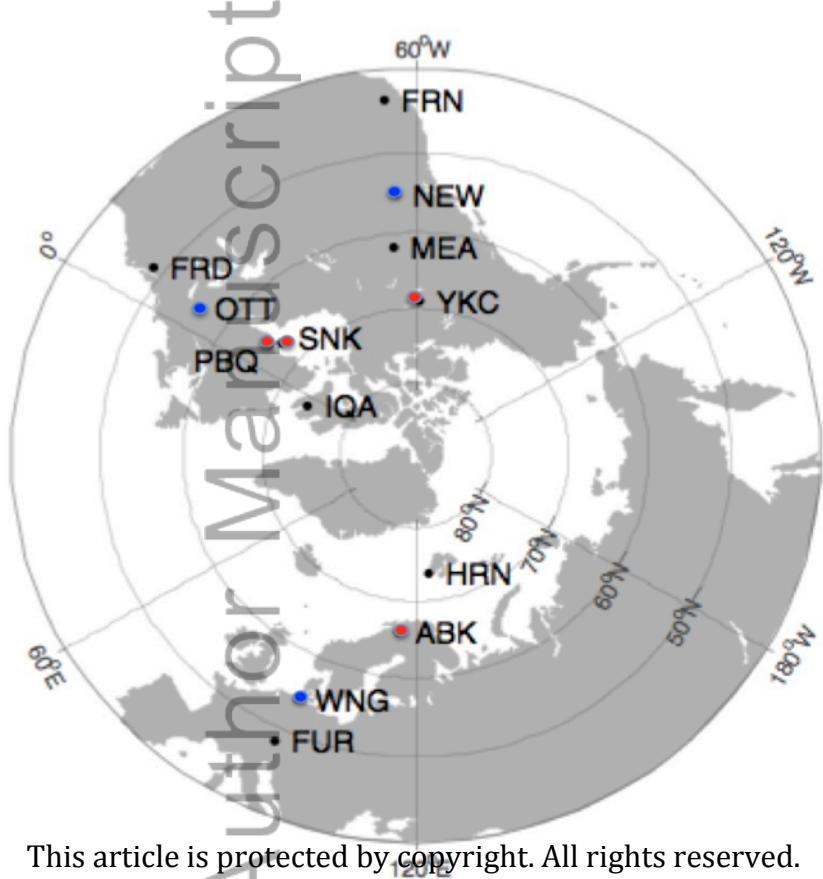 60°W
FRN
NEW
MEA
120°W
0°
FRD
OTT
YKC
SNK
PBQ
IQA
80°N
70°N
HRN
60°N
50°N
ABK
60°E
180°W
WNG
FUR
120°E
Author Manuscript
This article is protected by copyright. All rights reserved.